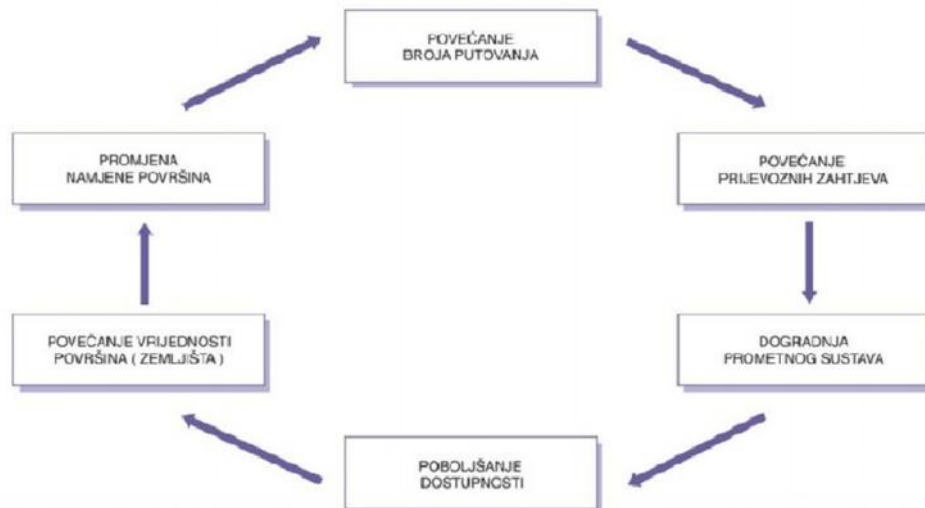 POVEĆANJE
BROJA PUTOVANJA
PROMJENA
NAMJENE POVRŠINA
POVEĆANJE
PRIJEVOZNIH ZAHTJEVA
POVEĆANJE VRIJEDNOSTI
POVRŠINA ( ZEMLJIŠTA )
DOGRADNJA
PROMETNOG SUSTAVA
POBOLJŠANJE
DOSTUPNOSTI